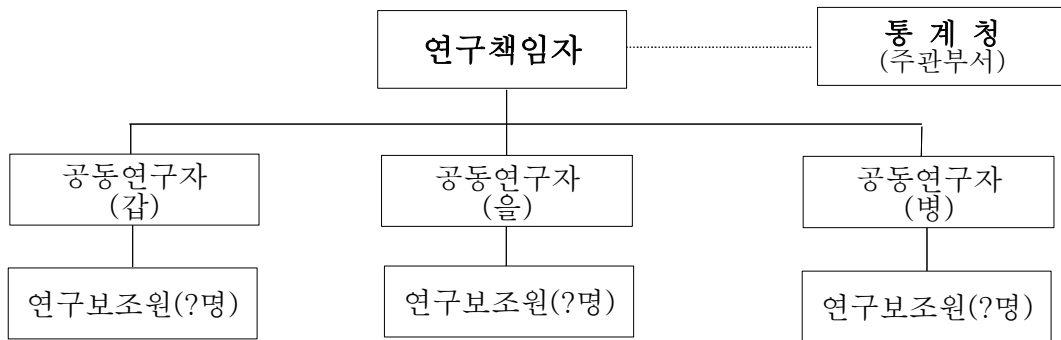 연구책임자
통 계 청
(주관부서)
공동연구자
(갑)
공동연구자
(을)
공동연구자
(병)
연구보조원(?명)
연구보조원(?명)
연구보조원(?명)